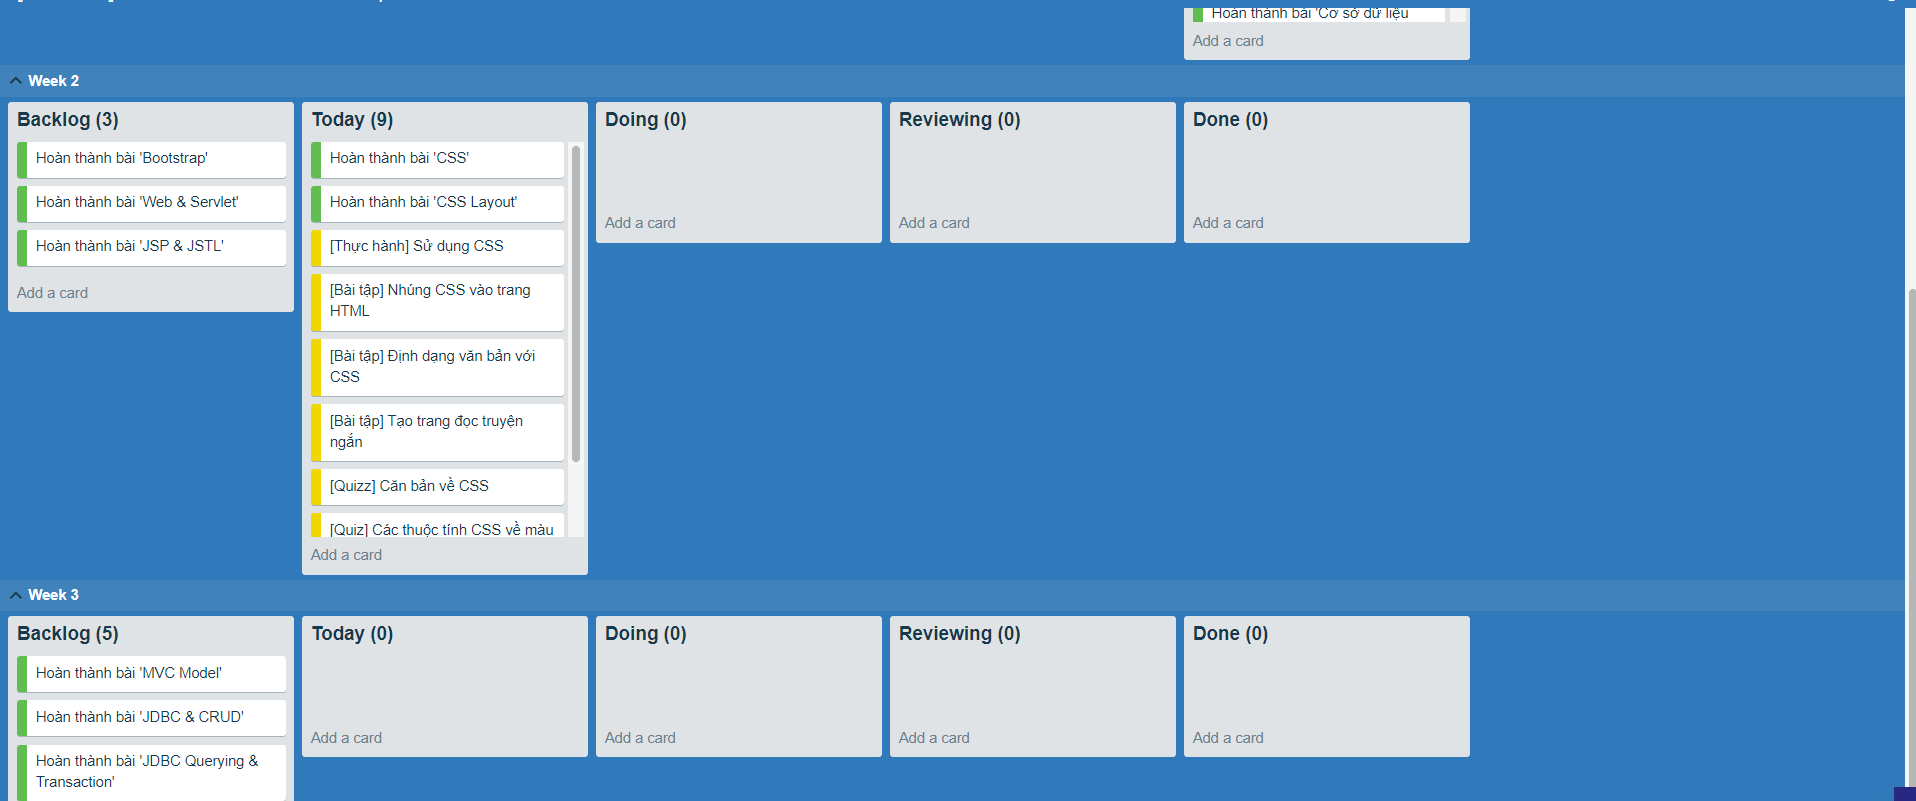 Hoàn thành bài 'Cơ sở dữ liệu
Add a card
Week 2
Backlog (3)
Hoàn thành bài 'Bootstrap'
Hoàn thành bài 'Web & Servlet'
Hoàn thành bài 'JSP & JSTL'
Add a card
Today (9)
Hoàn thành bài 'CSS'
Hoàn thành bài 'CSS Layout'
[Thực hành] Sử dụng CSS
[Bài tập] Nhúng CSS vào trang
HTML
[Bài tập] Định dạng văn bản với
CSS
[Bài tập] Tạo trang đọc truyện
ngắn
[Quizz] Căn bản về CSS
[Quiz] Các thuộc tính CSS về màu
Add a card
Doing (0)
Add a card
Reviewing (0)
Add a card
Done (0)
Add a card
Week 3
Backlog (5)
Hoàn thành bài 'MVC Model'
Hoàn thành bài 'JDBC & CRUD'
Hoàn thành bài 'JDBC Querying &
Transaction'
Today (0)
Add a card
Doing (0)
Add a card
Reviewing (0)
Add a card
Done (0)
Add a card